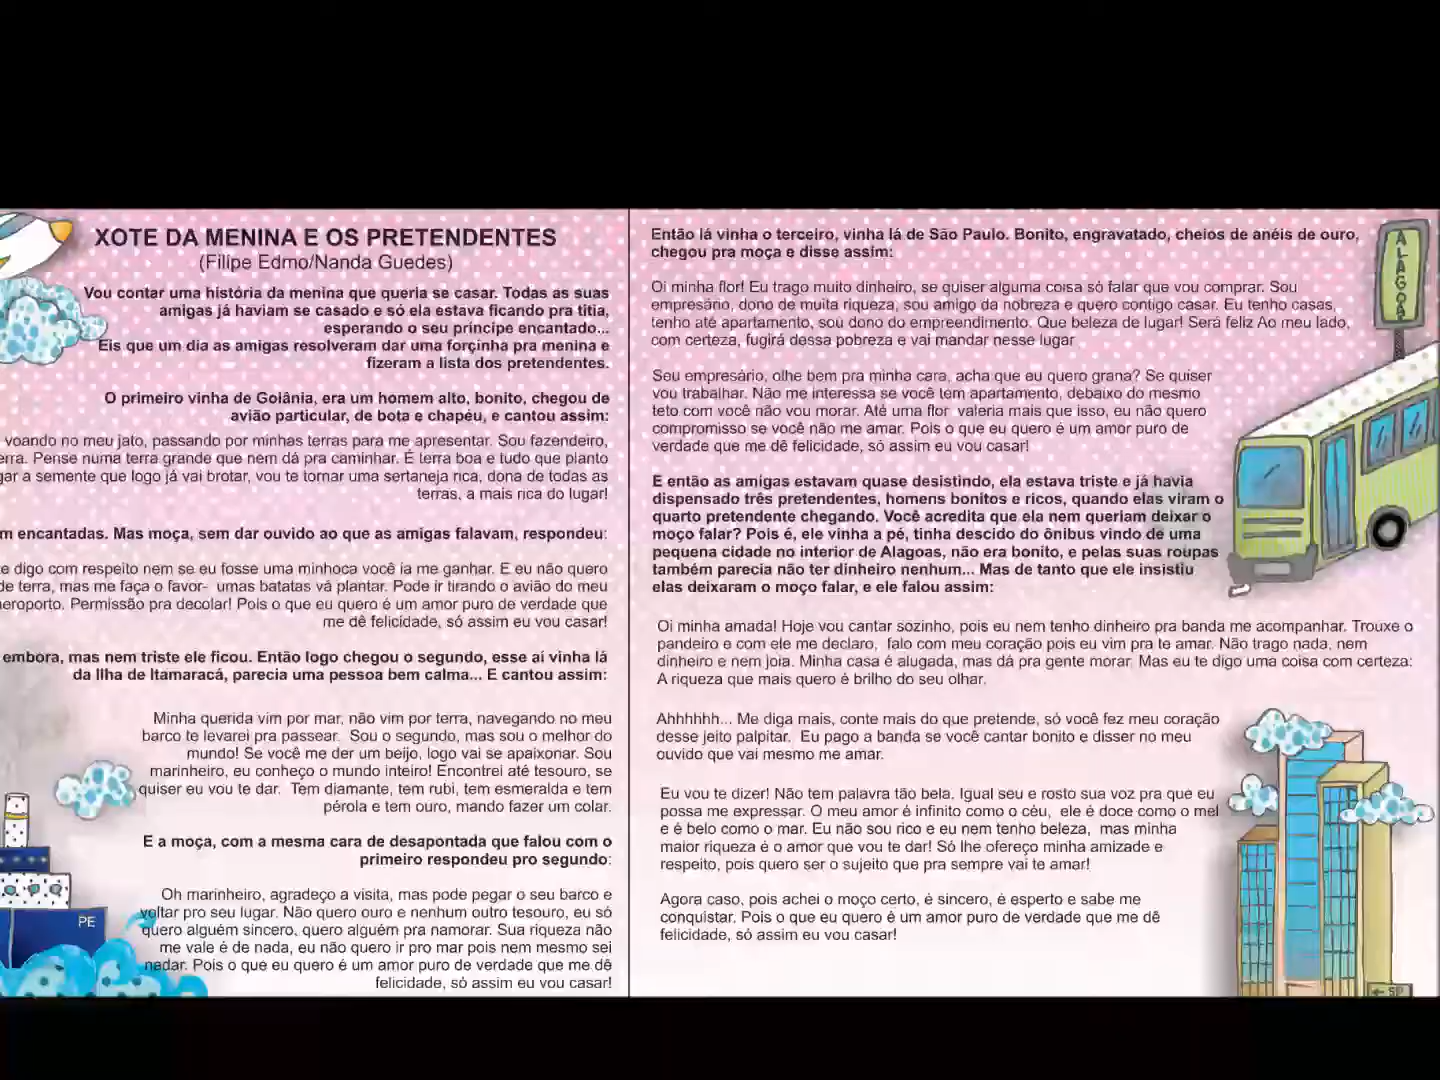 XOTE DA MENINA E OS PRETENDENTES
(Filipe Edmo/Nanda Guedes)
Vou contar uma história da menina que queria se casar. Todas as suas
amigas já haviam se casado e só ela estava ficando pra titia,
esperando o seu príncipe encantado...
Eis que um dia as amigas resolveram dar uma forçinha pra menina e
fizeram a lista dos pretendentes.
O primeiro vinha de Goiânia, era um homem alto, bonito, chegou de
avião particular, de bota e chapéu, e cantou assim:
voando no meu jato, passando por minhas terras para me apresentar. Sou fazendeiro,
erra. Pense numa terra grande que nem dá pra caminhar. É terra boa e tudo que planto
gar a semente que logo já vai brotar, vou te tornar uma sertaneja rica, dona de todas as
terras, a mais rica do lugar!
m encantadas. Mas moça, sem dar ouvido ao que as amigas falavam, respondeu:
e digo com respeito nem se eu fosse uma minhoca você ia me ganhar. E eu não quero
de terra, mas me faça o favor- umas batatas vá plantar. Pode ir tirando o avião do meu
aeroporto. Permissão pra decolar! Pois o que eu quero é um amor puro de verdade que
me dê felicidade, só assim eu vou casar!
embora, mas nem triste ele ficou. Então logo chegou o segundo, esse aí vinha lá
da Ilha de Itamaracá, parecia uma pessoa bem calma... E cantou assim:
Minha querida vim por mar, não vim por terra, navegando no meu
barco te levarei pra passear. Sou o segundo, mas sou o melhor do
mundo! Se você me der um beijo, logo vai se apaixonar. Sou
marinheiro, eu conheço o mundo inteiro! Encontrei até tesouro, se
quiser eu vou te dar. Tem diamante, tem rubi, tem esmeralda e tem
pérola e tem ouro, mando fazer um colar.
E a moça, com a mesma cara de desapontada que falou com o
primeiro respondeu pro segundo:
Oh marinheiro, agradeço a visita, mas pode pegar o seu barco e
voltar pro seu lugar. Não quero ouro e nenhum outro tesouro, eu só
quero alguém sincero, quero alguém pra namorar. Sua riqueza não
me vale é de nada, eu não quero ir pro mar pois nem mesmo sei
nadar. Pois o que eu quero é um amor puro de verdade que me dê
felicidade, só assim eu vou casar!
PE
Então lá vinha o terceiro, vinha lá de São Paulo. Bonito, engravatado, cheios de anéis de ouro,
chegou pra moça e disse assim:
Oi minha flor! Eu trago muito dinheiro, se quiser alguma coisa só falar que vou comprar. Sou
empresário, dono de muita riqueza, sou amigo da nobreza e quero contigo casar. Eu tenho casas,
tenho até apartamento, sou dono do empreendimento. Que beleza de lugar! Será feliz Ao meu lado,
com certeza, fugirá dessa pobreza e vai mandar nesse lugar
Seu empresário, olhe bem pra minha cara, acha que eu quero grana? Se quiser
vou trabalhar. Não me interessa se você tem apartamento, debaixo do mesmo
teto com você não vou morar. Até uma flor valeria mais que isso, eu não quero
compromisso se você não me amar. Pois o que eu quero é um amor puro de
verdade que me dê felicidade, só assim eu vou casar!
E então as amigas estavam quase desistindo, ela estava triste e já havia
dispensado três pretendentes, homens bonitos e ricos, quando elas viram o
quarto pretendente chegando. Você acredita que ela nem queriam deixar o
moço falar? Pois é, ele vinha a pé, tinha descido do ônibus vindo de uma
pequena cidade no interior de Alagoas, não era bonito, e pelas suas roupas
também parecia não ter dinheiro nenhum... Mas de tanto que ele insistiu
elas deixaram o moço falar, e ele falou assim:
Oi minha amada! Hoje vou cantar sozinho, pois eu nem tenho dinheiro pra banda me acompanhar. Trouxe o
pandeiro e com ele me declaro, falo com meu coração pois eu vim pra te amar. Não trago nada, nem
dinheiro e nem joia. Minha casa é alugada, mas dá pra gente morar. Mas eu te digo uma coisa com certeza:
A riqueza que mais quero é brilho do seu olhar.
Ahhhhhh... Me diga mais, conte mais do que pretende, só você fez meu coração
desse jeito palpitar. Eu pago a banda se você cantar bonito e disser no meu
ouvido que vai mesmo me amar.
Eu vou te dizer! Não tem palavra tão bela. Igual seu e rosto sua voz pra que eu
possa me expressar. O meu amor é infinito como o céu, ele é doce como o mel
e é belo como o mar. Eu não sou rico e eu nem tenho beleza, mas minha
maior riqueza é o amor que vou te dar! Só lhe ofereço minha amizade e
respeito, pois quero ser o sujeito que pra sempre vai te amar!
Agora caso, pois achei o moço certo, é sincero, é esperto e sabe me
conquistar. Pois o que eu quero é um amor puro de verdade que me dê
felicidade, só assim eu vou casar!
ALAGOA
← SP